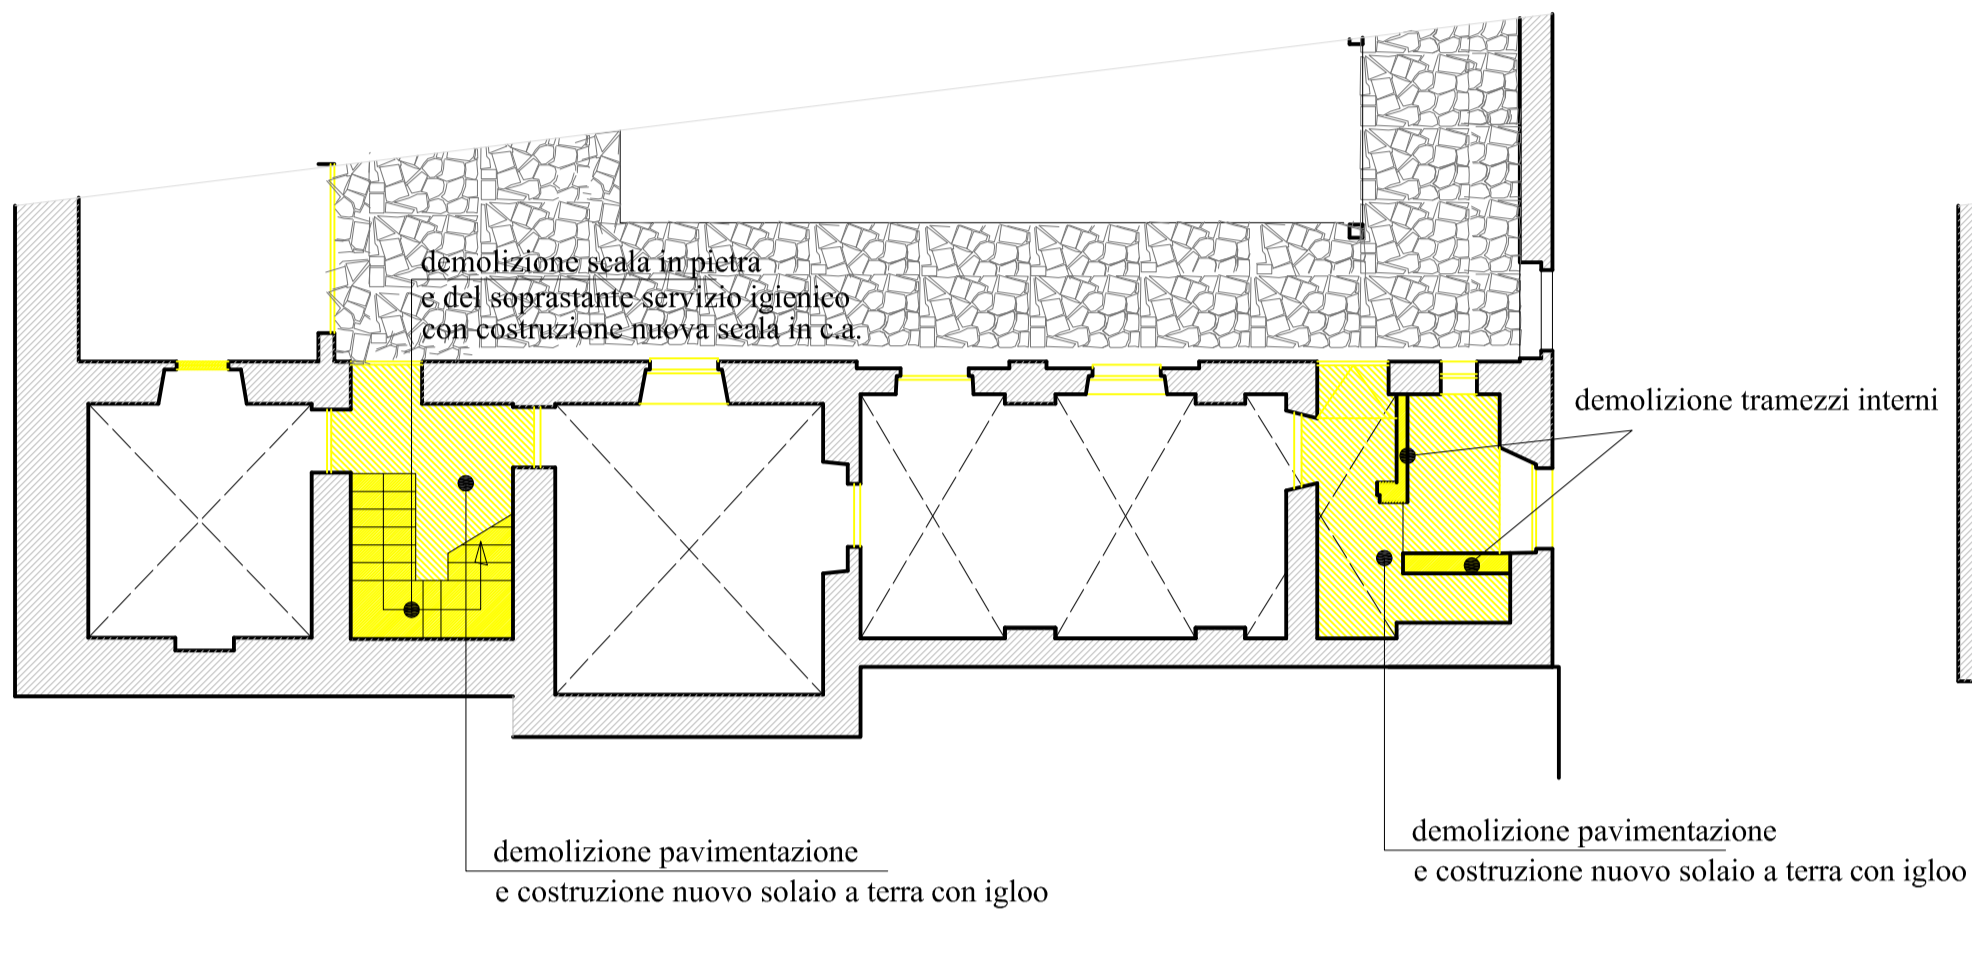 demolizione scala in pietra
e del soprastante servizio igienico
con costruzione nuova scala in c.a.
demolizione tramezzi interni
demolizione pavimentazione
e costruzione nuovo solaio a terra con igloo
demolizione pavimentazione
e costruzione nuovo solaio a terra con igloo